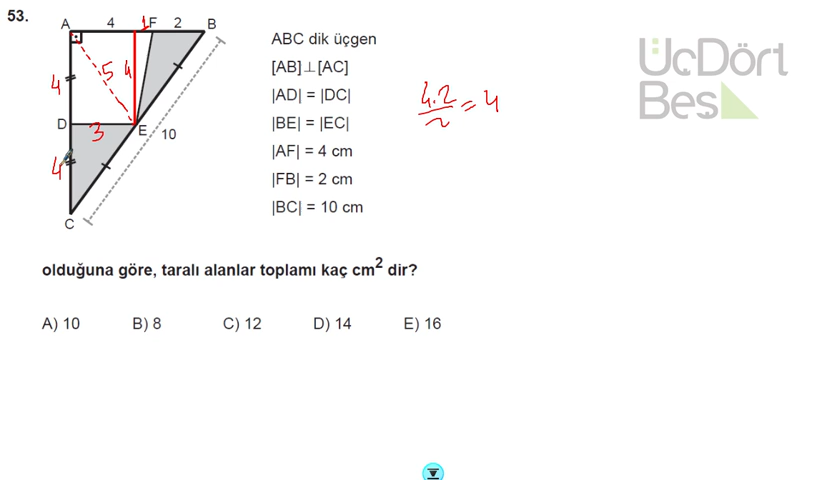 53.
A 4 1 F 2 B
5 4
4
D 3 E 10
4
C
ABC dik üçgen
[AB]⊥[AC]
|AD| = |DC|
|BE| = |EC|
|AF| = 4 cm
|FB| = 2 cm
|BC| = 10 cm
4.2/2 = 4
ÜçDört
Beş
olduğuna göre, taralı alanlar toplamı kaç cm² dir?
A) 10 B) 8 C) 12 D) 14 E) 16